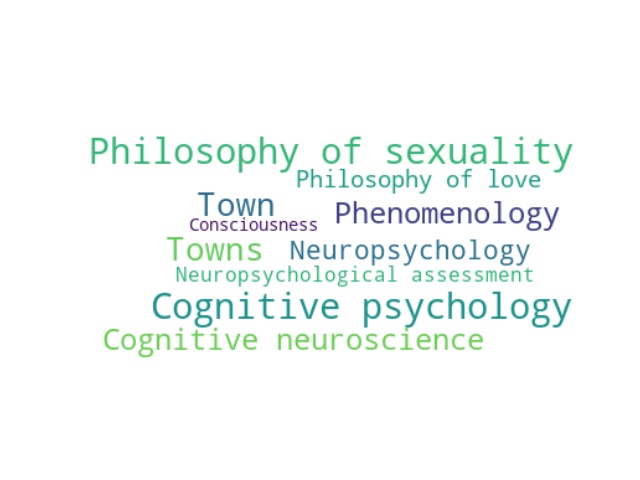 Philosophy of sexuality
Philosophy of love
Town
Phenomenology
Consciousness
Towns
Neuropsychology
Neuropsychological assessment
Cognitive psychology
Cognitive neuroscience